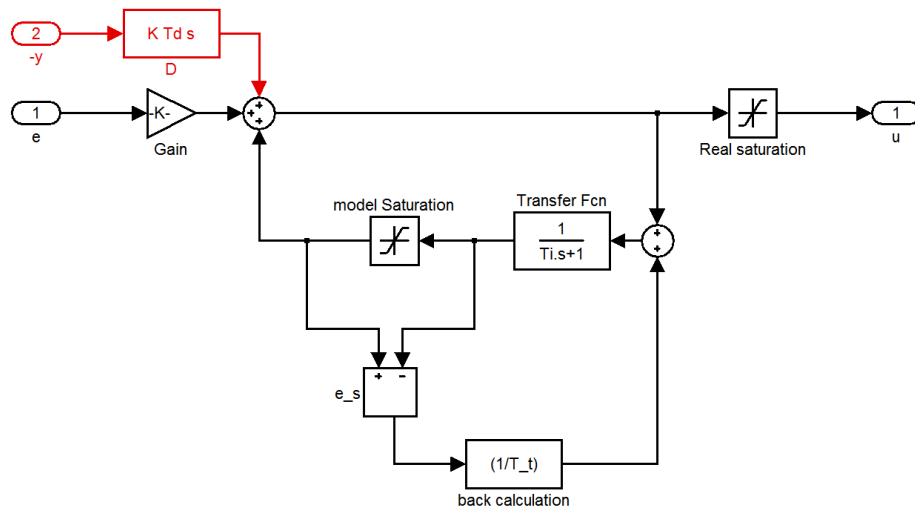 2
-y
K Td s
D
1
e
-K-
Gain
+
+
+
Real saturation
1
u
model Saturation
Transfer Fcn
1
Ti.s+1
+
+
+
−
e_s
(1/T_t)
back calculation